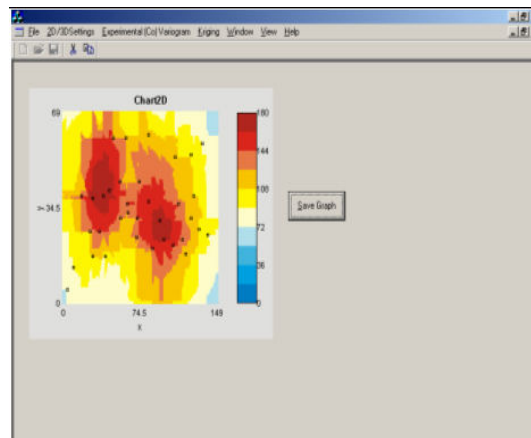 File 2D/3DSettings Experimental (Co) Variogram Kriging Window View Help
Chart2D
69
y 34.5
0
0 74.5 149
x
180
144
108
72
36
0
Save Graph